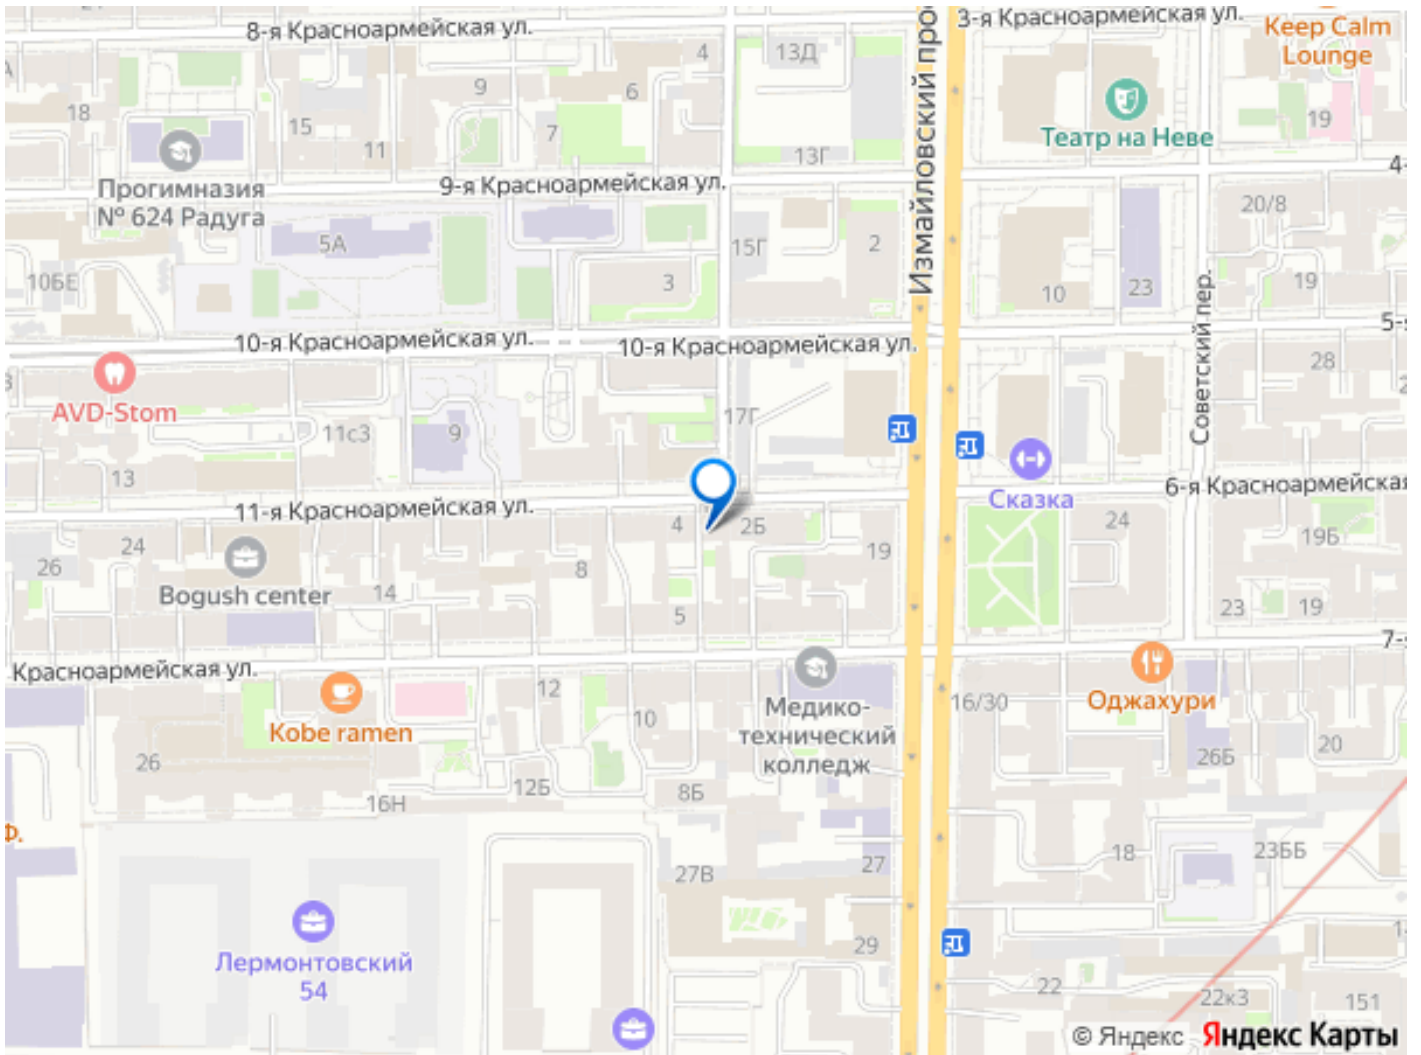 8-я Красноармейская ул.
3-я Красноармейская ул.
Keep Calm
Lounge
4
13Д
9
6
18
15
7
11
13Г
19
Театр на Неве
Прогимназия
№ 624 Радуга
9-я Красноармейская ул.
4-
20/8
5А
15Г
2
106Е
3
10
23
19
Измайловский про
Советский пер.
10-я Красноармейская ул.
10-я Красноармейская ул.
5-я
28
AVD-Stom
17Г
11с3
9
13
Сказка
6-я Красноармейская
11-я Красноармейская ул.
4
2Б
24
19Б
24
26
19
8
Bogush center
14
5
23
19
7-я
Красноармейская ул.
12
10
Kobe ramen
Медико-
технический
колледж
16/30
Оджахури
26
12Б
8Б
26Б
20
16Н
Ф.
27В
27
18
23ББ
29
Лермонтовский
54
22
22к3
151
© Яндекс Яндекс Карты